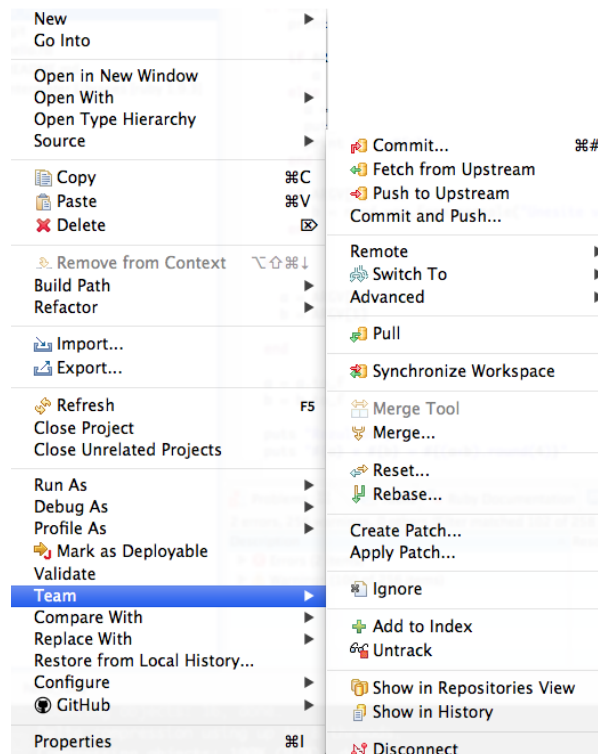 New
Go Into
Open in New Window
Open With
Open Type Hierarchy
Source
Copy ⌘C
Paste ⌘V
Delete ⌦
Remove from Context ⌥⇧⌘↓
Build Path
Refactor
Import...
Export...
Refresh F5
Close Project
Close Unrelated Projects
Run As
Debug As
Profile As
Mark as Deployable
Validate
Team
Compare With
Replace With
Restore from Local History...
Configure
GitHub
Properties ⌘I
Commit... ⌘#
Fetch from Upstream
Push to Upstream
Commit and Push...
Remote
Switch To
Advanced
Pull
Synchronize Workspace
Merge Tool
Merge...
Reset...
Rebase...
Create Patch...
Apply Patch...
Ignore
Add to Index
Untrack
Show in Repositories View
Show in History
Disconnect